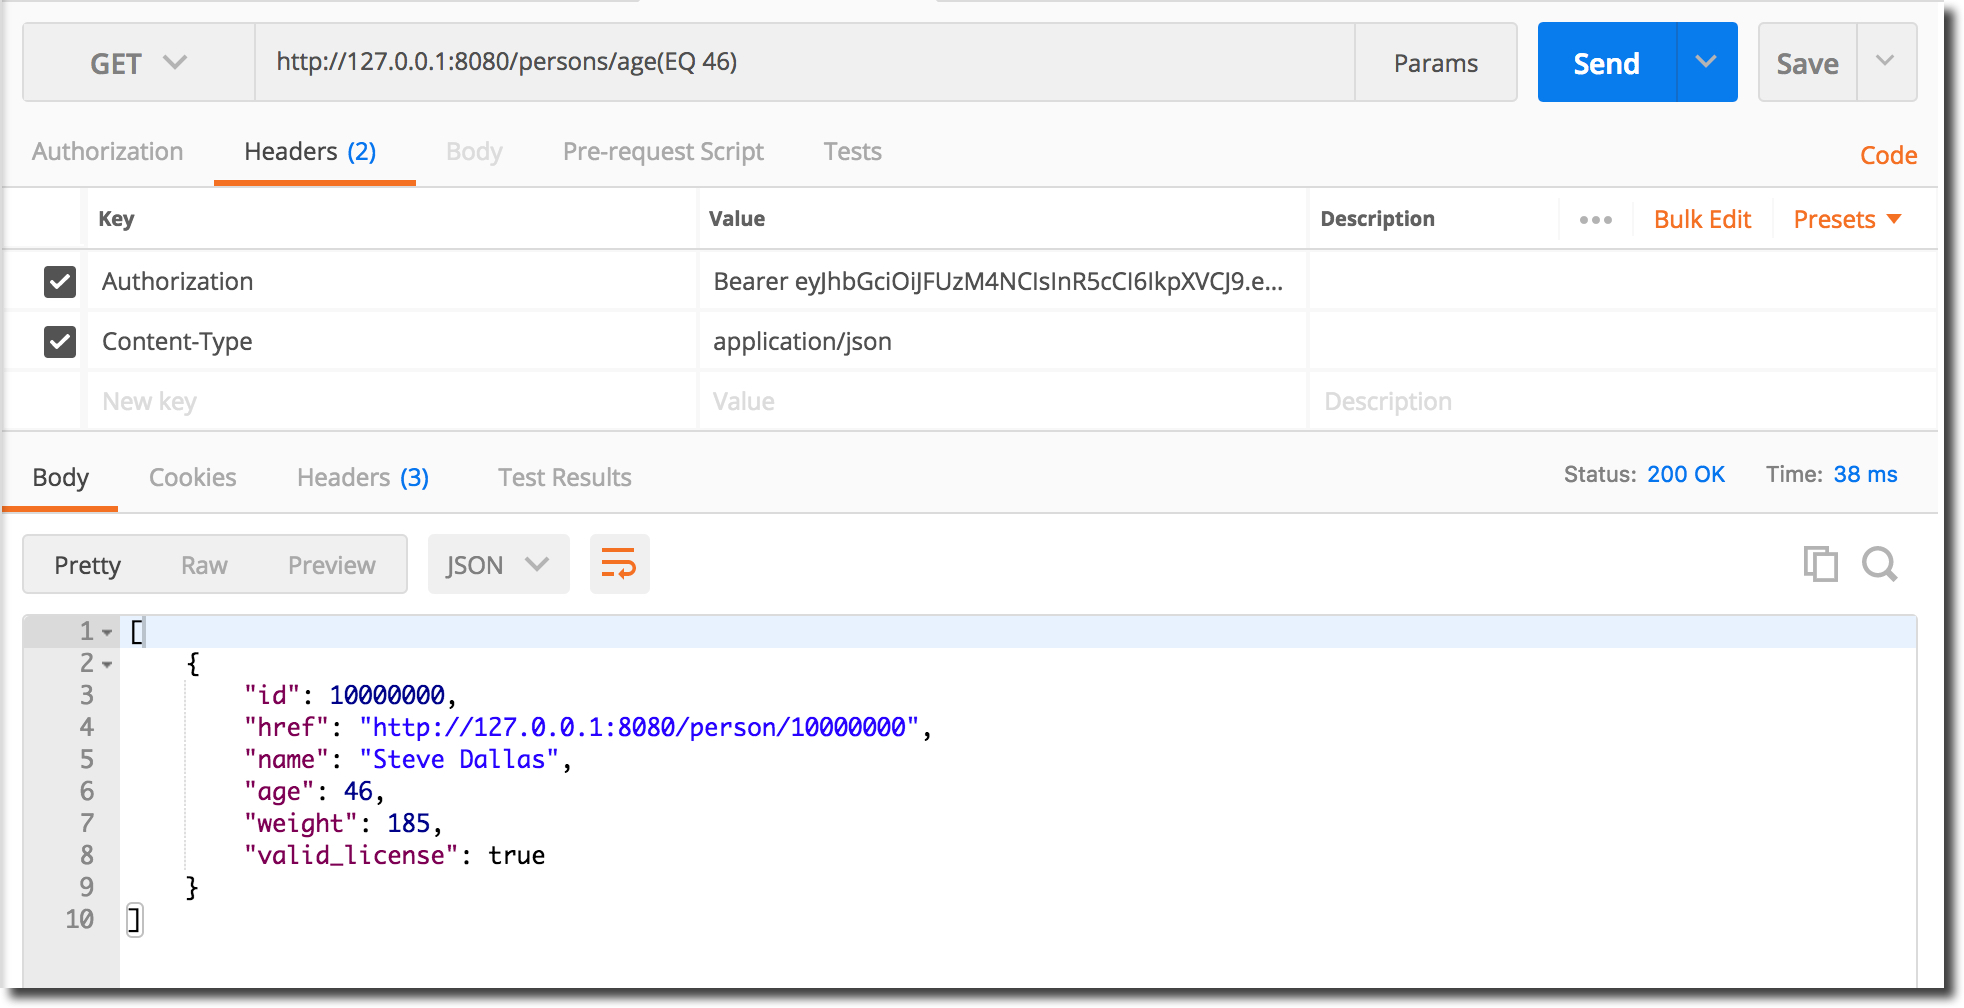 GET http://127.0.0.1:8080/persons/age(EQ 46) Params Send Save
Authorization Headers (2) Body Pre-request Script Tests Code
Key Value Description ••• Bulk Edit Presets
Authorization Bearer eyJhbGciOiJFUzM4NCIsInR5cCI6IkpXVCJ9.e...
Content-Type application/json
New key Value Description
Body Cookies Headers (3) Test Results Status: 200 OK Time: 38 ms
Pretty Raw Preview JSON
1 [
2 {
3 "id": 10000000,
4 "href": "http://127.0.0.1:8080/person/10000000",
5 "name": "Steve Dallas",
6 "age": 46,
7 "weight": 185,
8 "valid_license": true
9 }
10 ]